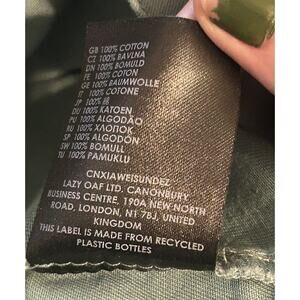 GB 100% COTTON
CZ 100% BAVLNA
DN 100% BOMULD
FE 100% COTON
GE 100% BAUMWOLLE
IT 100% COTONE
JP 100% 綿
DU 100% KATOEN
PU 100% ALGODÃO
RU 100% ХЛОПОК
SP 100% ALGODÓN
SW 100% BOMULL
TU 100% PAMUKLU
CNXIAWEISUNDEZ
LAZY OAF LTD. CANONBURY
BUSINESS CENTRE, 190A NEW NORTH
ROAD, LONDON, N1 7BJ, UNITED
KINGDOM
THIS LABEL IS MADE FROM RECYCLED
PLASTIC BOTTLES